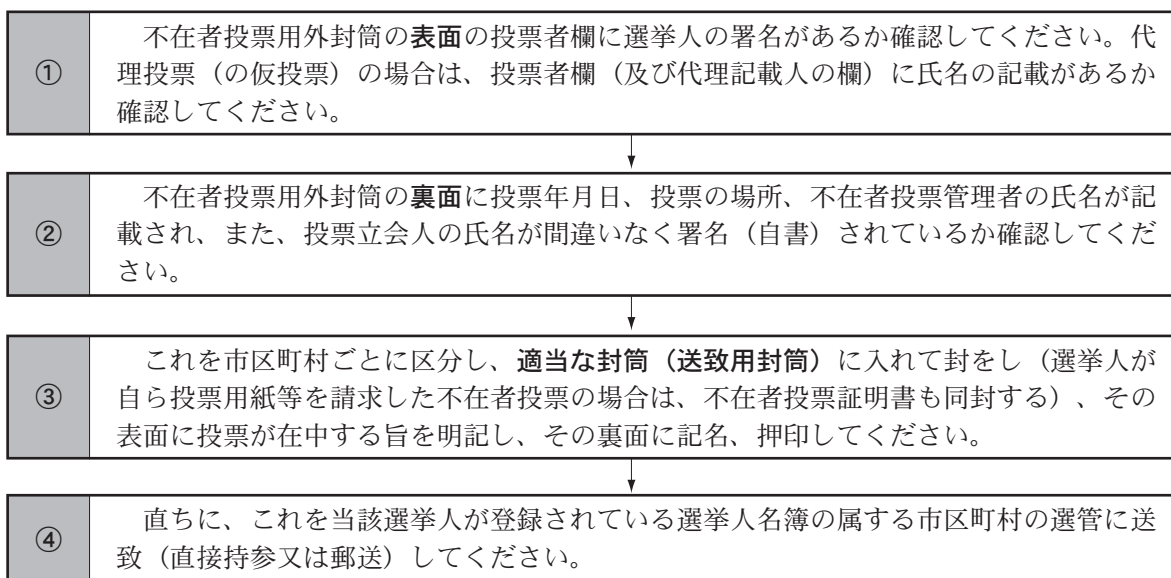 ①
不在者投票用外封筒の表面の投票者欄に選挙人の署名があるか確認してください。代
理投票（の仮投票）の場合は、投票者欄（及び代理記載人の欄）に氏名の記載があるか
確認してください。
②
不在者投票用外封筒の裏面に投票年月日、投票の場所、不在者投票管理者の氏名が記
載され、また、投票立会人の氏名が間違いなく署名（自書）されているか確認してくだ
さい。
③
これを市区町村ごとに区分し、適当な封筒（送致用封筒）に入れて封をし（選挙人が
自ら投票用紙等を請求した不在者投票の場合は、不在者投票証明書も同封する）、その
表面に投票が在中する旨を明記し、その裏面に記名、押印してください。
④
直ちに、これを当該選挙人が登録されている選挙人名簿の属する市区町村の選管に送
致（直接持参又は郵送）してください。